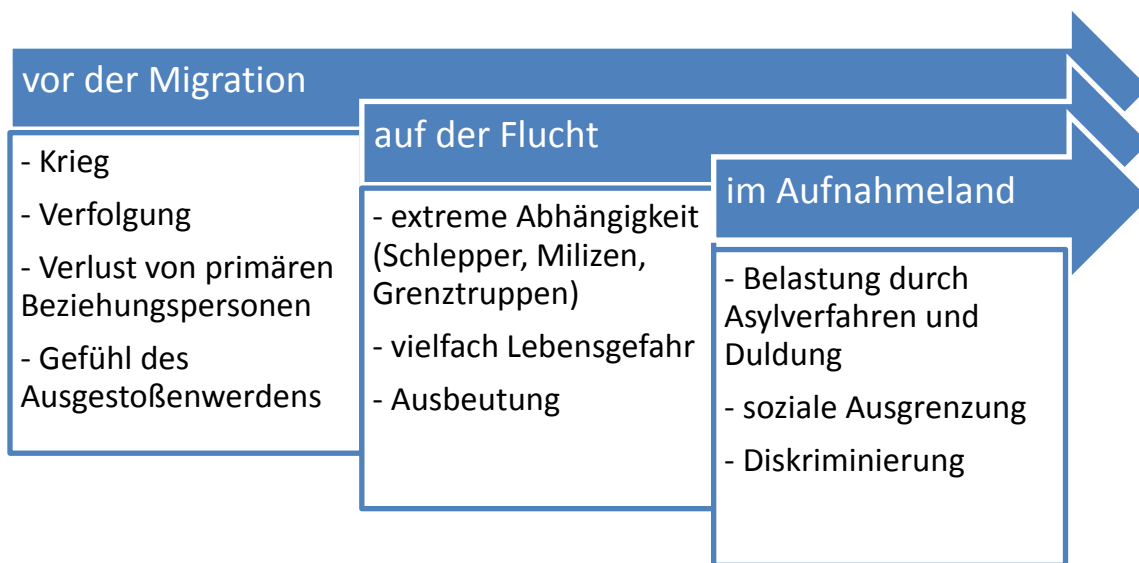 vor der Migration
- Krieg
- Verfolgung
- Verlust von primären
Beziehungspersonen
- Gefühl des
Ausgestoßenwerdens
auf der Flucht
- extreme Abhängigkeit
(Schlepper, Milizen,
Grenztruppen)
- vielfach Lebensgefahr
- Ausbeutung
im Aufnahmeland
- Belastung durch
Asylverfahren und
Duldung
- soziale Ausgrenzung
- Diskriminierung